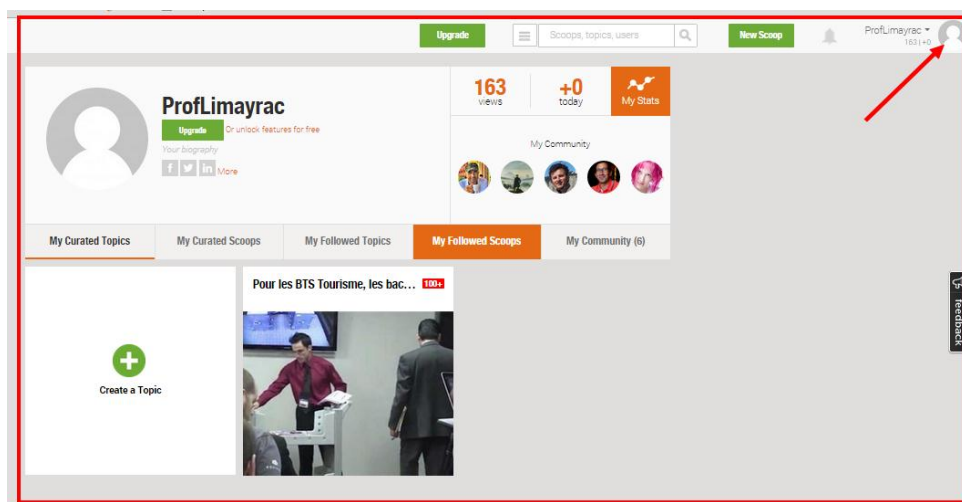 Upgrade
Scoops, topics, users
New Scoop
ProfLimayrac
163 | +0
ProfLimayrac
Upgrade Or unlock features for free
Your biography
f in More
163
views
+0
today
My Stats
My Community
My Curated Topics
My Curated Scoops
My Followed Topics
My Followed Scoops
My Community (6)
Create a Topic
Pour les BTS Tourisme, les bac... 100+
feedback